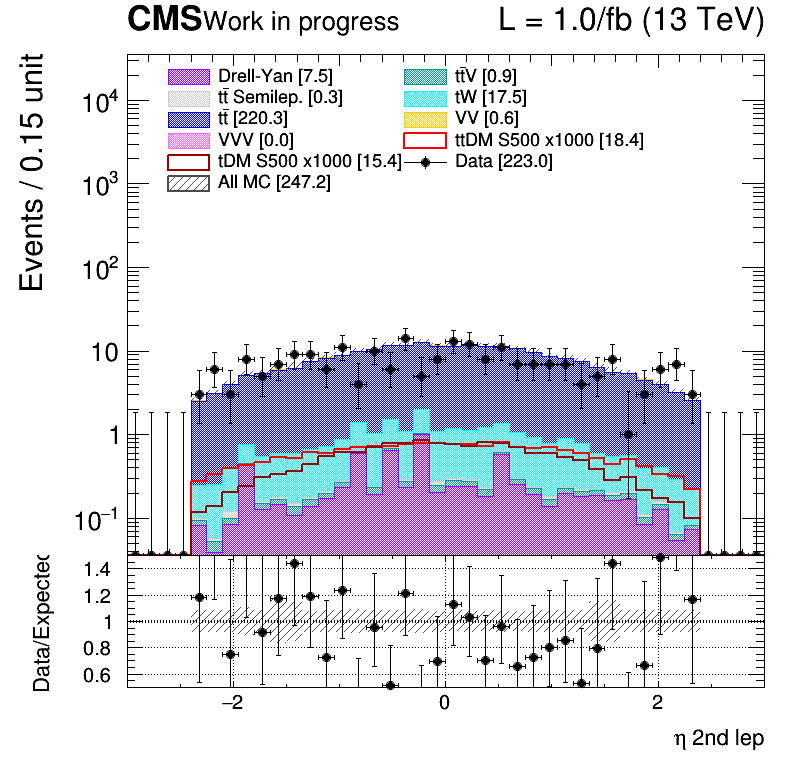 CMS Work in progress L = 1.0/fb (13 TeV)
Events / 0.15 unit
Drell-Yan [7.5] tt̄V [0.9]
tt̄ Semilep. [0.3] tW [17.5]
tt̄ [220.3] VV [0.6]
VVV [0.0] ttDM S500 x1000 [18.4]
tDM S500 x1000 [15.4] Data [223.0]
All MC [247.2]
10⁴
10³
10²
10
1
10⁻¹
Data/Expected
1.4
1.2
1
0.8
0.6
−2 0 2
η 2nd lep